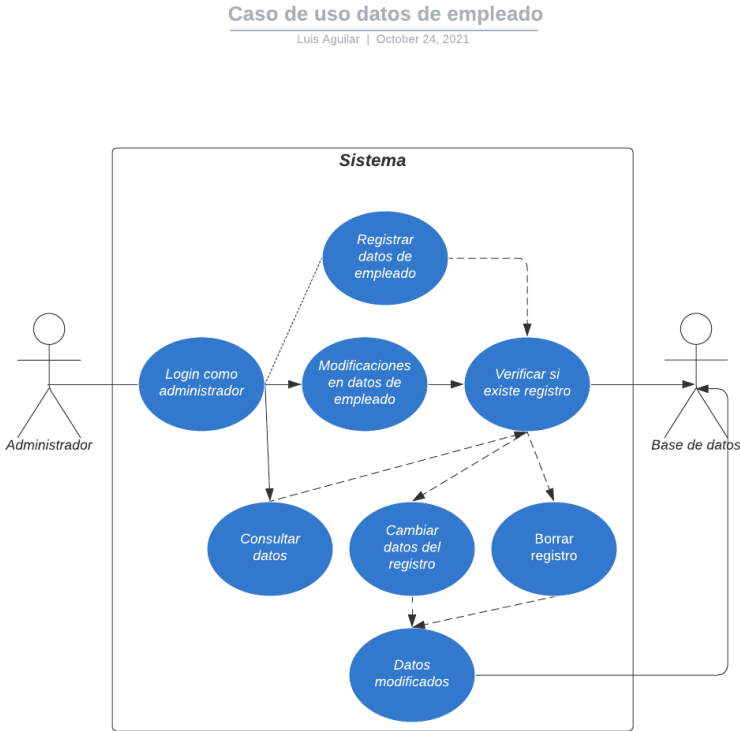 Caso de uso datos de empleado
Luis Aguilar | October 24, 2021
Sistema
Registrar
datos de
empleado
Login como
administrador
Modificaciones
en datos de
empleado
Verificar si
existe registro
Administrador
Base de datos
Consultar
datos
Cambiar
datos del
registro
Borrar
registro
Datos
modificados